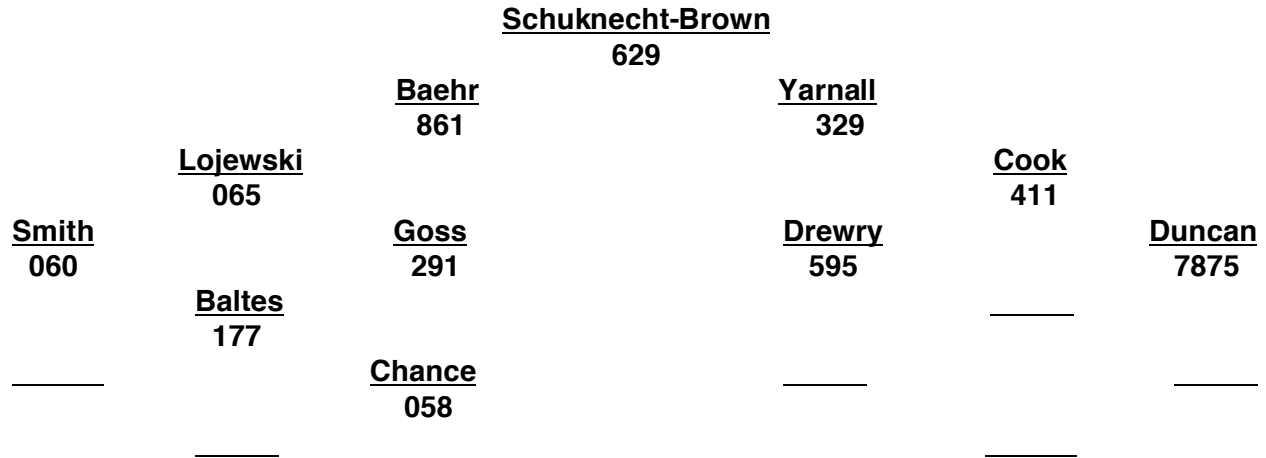 Schuknecht-Brown
629
Baehr Yarnall
861 329
Lojewski Cook
065 411
Smith Goss Drewry Duncan
060 291 595 7875
Baltes
177
Chance
058